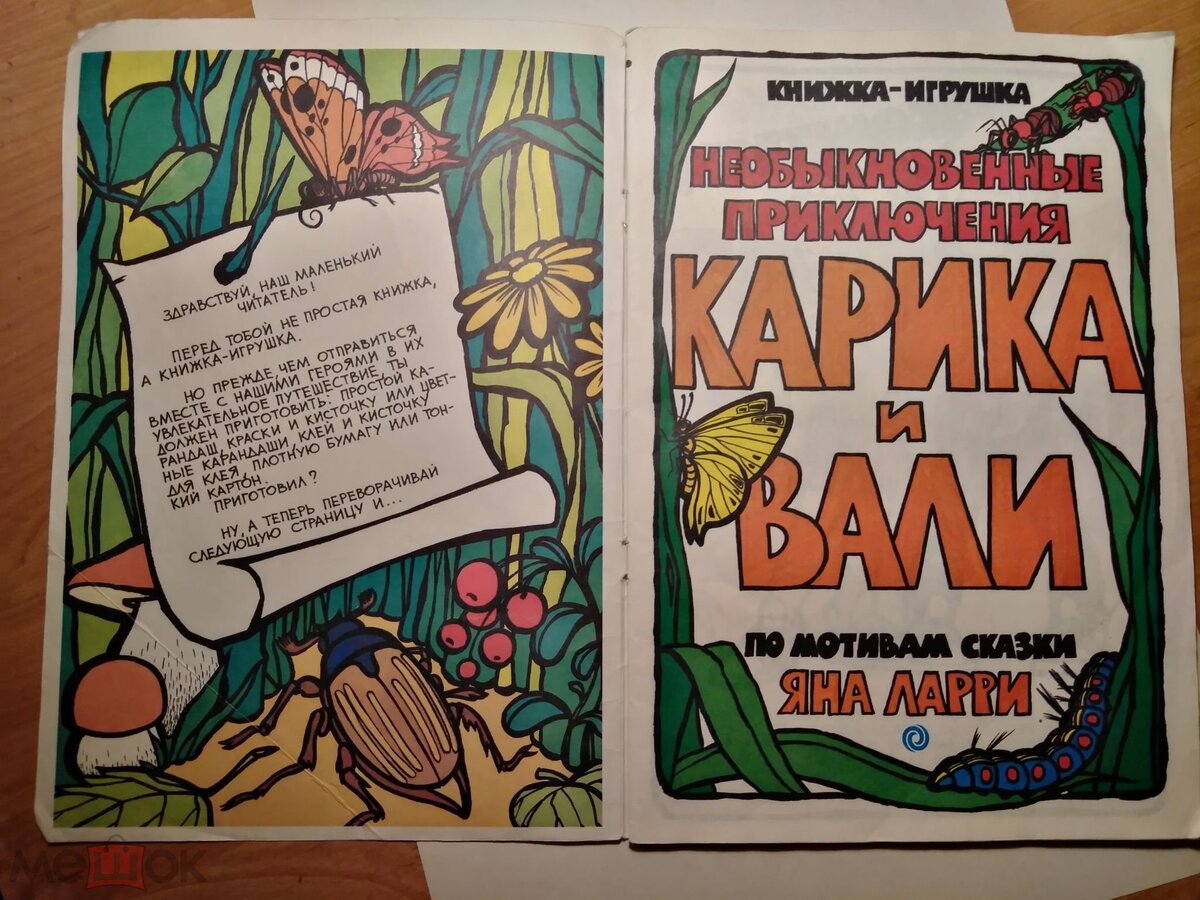 ЗДРАВСТВУЙ, НАШ МАЛЕНЬКИЙ
ЧИТАТЕЛЬ!
ПЕРЕД ТОБОЙ НЕ ПРОСТАЯ КНИЖКА,
А КНИЖКА-ИГРУШКА.
НО ПРЕЖДЕ, ЧЕМ ОТПРАВИТЬСЯ
ВМЕСТЕ С НАШИМИ ГЕРОЯМИ В ИХ
УВЛЕКАТЕЛЬНОЕ ПУТЕШЕСТВИЕ, ТЫ
ДОЛЖЕН ПРИГОТОВИТЬ: ПРОСТОЙ КА-
РАНДАШ, КРАСКИ И КИСТОЧКУ ИЛИ ЦВЕТ-
НЫЕ КАРАНДАШИ, КЛЕЙ И КИСТОЧКУ
ДЛЯ КЛЕЯ, ПЛОТНУЮ БУМАГУ ИЛИ ТОН-
КИЙ КАРТОН.
ПРИГОТОВИЛ?
НУ, А ТЕПЕРЬ ПЕРЕВОРАЧИВАЙ
СЛЕДУЮЩУЮ СТРАНИЦУ И...
КНИЖКА-ИГРУШКА
НЕОБЫКНОВЕННЫЕ
ПРИКЛЮЧЕНИЯ
КАРИКА
И
ВАЛИ
ПО МОТИВАМ СКАЗКИ
ЯНА ЛАРРИ
мешок